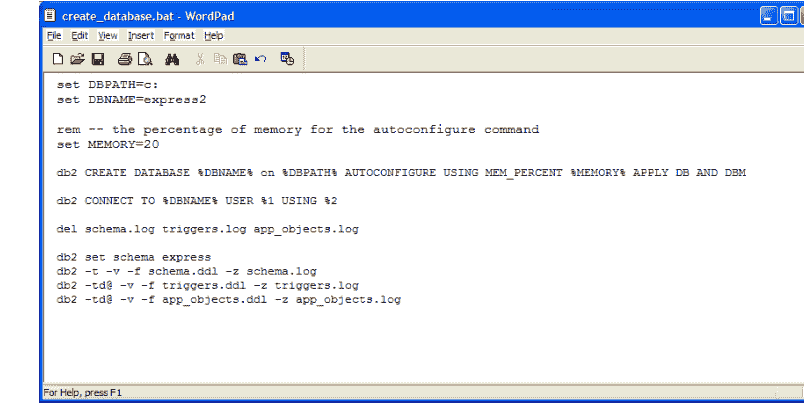 create_database.bat - WordPad
File Edit View Insert Format Help
set DBPATH=c:
set DBNAME=express2
rem -- the percentage of memory for the autoconfigure command
set MEMORY=20
db2 CREATE DATABASE %DBNAME% on %DBPATH% AUTOCONFIGURE USING MEM_PERCENT %MEMORY% APPLY DB AND DBM
db2 CONNECT TO %DBNAME% USER %1 USING %2
del schema.log triggers.log app_objects.log
db2 set schema express
db2 -t -v -f schema.ddl -z schema.log
db2 -td@ -v -f triggers.ddl -z triggers.log
db2 -td@ -v -f app_objects.ddl -z app_objects.log
For Help, press F1